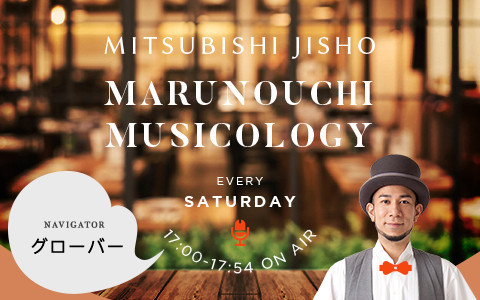 MITSUBISHI JISHO
MARUNOUCHI
MUSICOLOGY
EVERY
SATURDAY
17:00-17:54 ON AIR
NAVIGATOR
グローバー